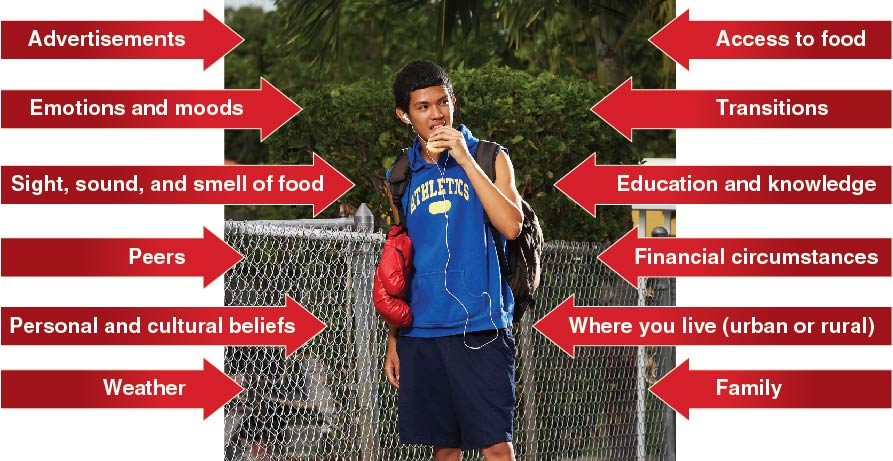 Advertisements
Access to food
Emotions and moods
Transitions
Sight, sound, and smell of food
Education and knowledge
ATHLETICS
Peers
Financial circumstances
Personal and cultural beliefs
Where you live (urban or rural)
Weather
Family